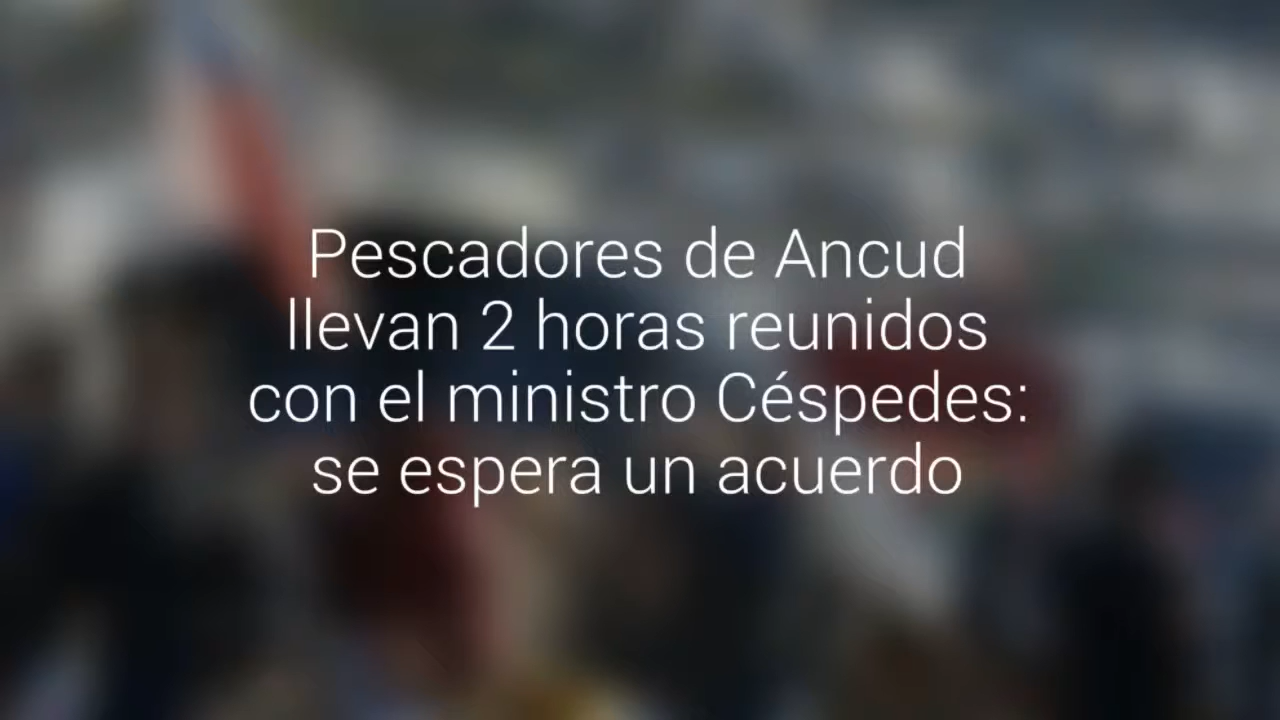 Pescadores de Ancud
llevan 2 horas reunidos
con el ministro Céspedes:
se espera un acuerdo